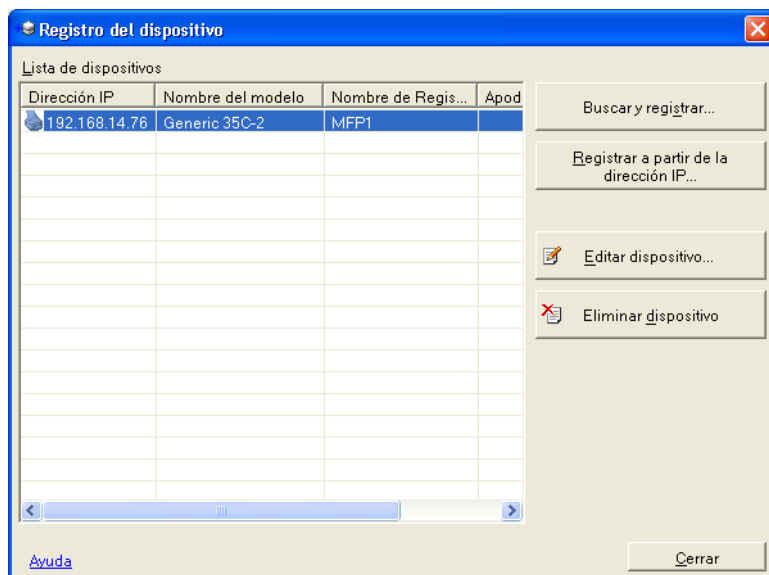 Registro del dispositivo
Lista de dispositivos
Dirección IP Nombre del modelo Nombre de Regis... Apod
192.168.14.76 Generic 35C-2 MFP1
Buscar y registrar...
Registrar a partir de la
dirección IP...
Editar dispositivo...
Eliminar dispositivo
Ayuda
Cerrar